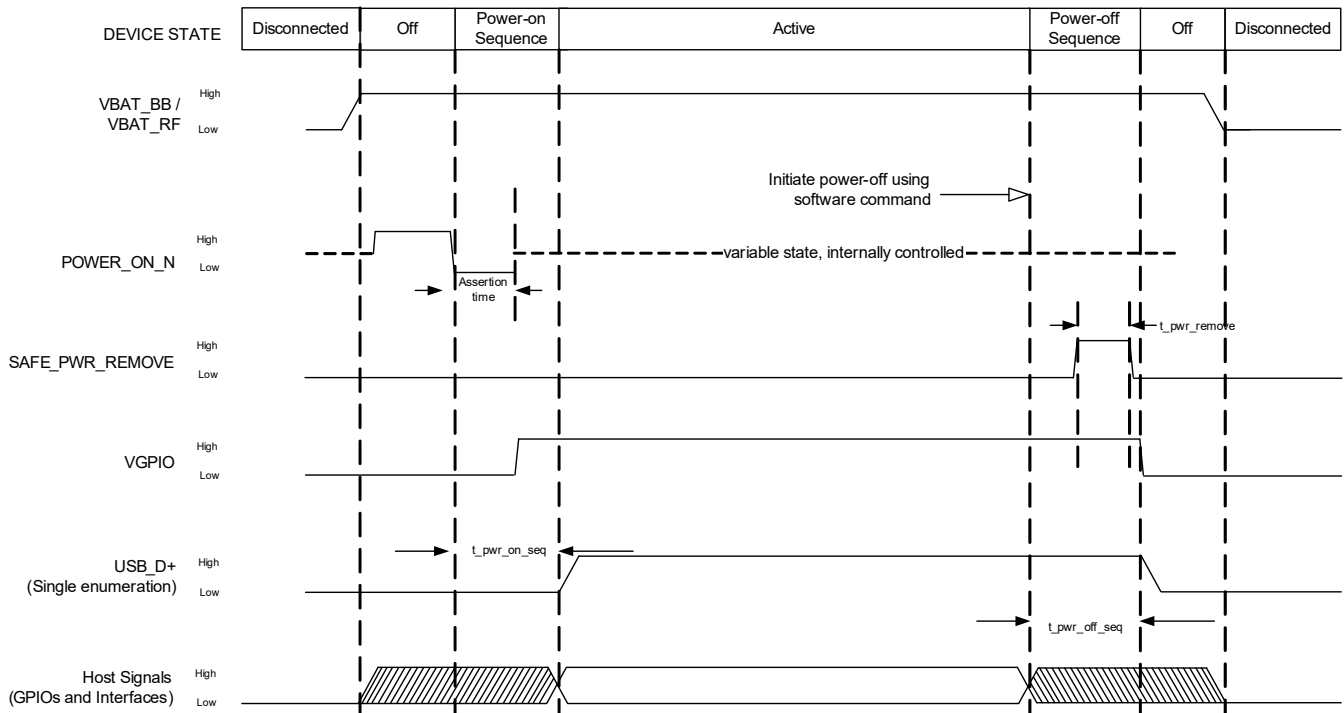 DEVICE STATE
Disconnected
Off
Power-on
Sequence
Active
Power-off
Sequence
Off
Disconnected
VBAT_BB /
VBAT_RF
High
Low
Initiate power-off using
software command
POWER_ON_N
High
Low
variable state, internally controlled
Assertion
time
SAFE_PWR_REMOVE
High
Low
t_pwr_remove
VGPIO
High
Low
USB_D+
(Single enumeration)
High
Low
t_pwr_on_seq
t_pwr_off_seq
Host Signals
(GPIOs and Interfaces)
High
Low